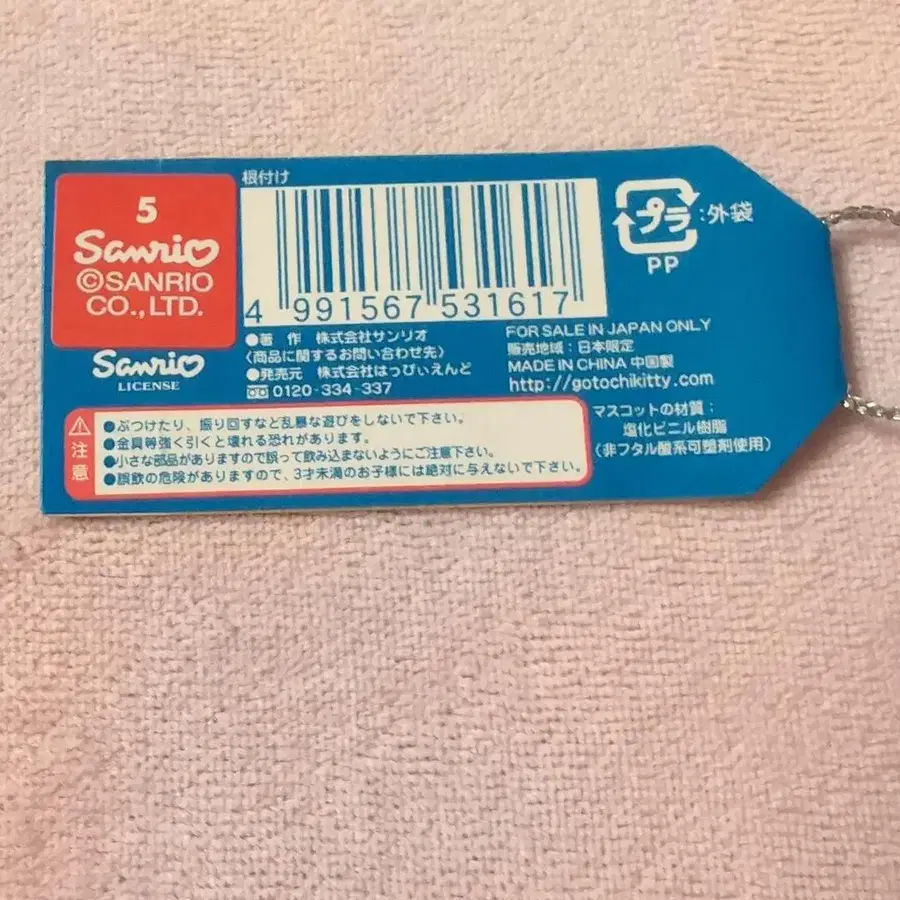 5
Sanrio
©SANRIO
CO.,LTD.
Sanrio
LICENSE
根付け
4 991567 531617
●著 作 株式会社サンリオ
〈商品に関するお問い合わせ先〉
●発売元 株式会社はっぴぃえんど
0120-334-337
プラ:外袋
PP
FOR SALE IN JAPAN ONLY
販売地域:日本限定
MADE IN CHINA 中国製
http://gotochikitty.com
注意
●ぶつけたり、振り回すなど乱暴な遊びをしないで下さい。
●金具等強く引くと壊れる恐れがあります。
●小さな部品がありますので誤って飲み込まないようにご注意下さい。
●誤飲の危険がありますので、3才未満のお子様には絶対に与えないで下さい。
マスコットの材質:
塩化ビニル樹脂
(非フタル酸系可塑剤使用)